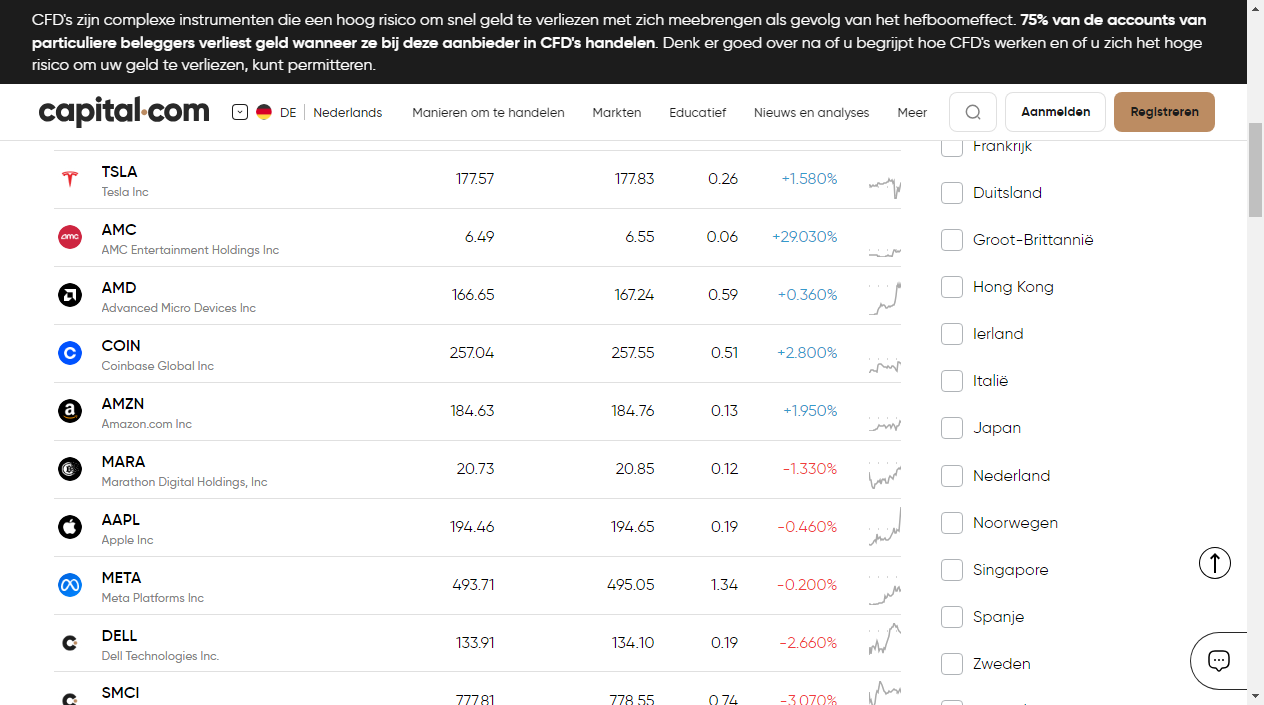 CFD's zijn complexe instrumenten die een hoog risico om snel geld te verliezen met zich meebrengen als gevolg van het hefboomeffect. 75% van de accounts van
particuliere beleggers verliest geld wanneer ze bij deze aanbieder in CFD's handelen. Denk er goed over na of u begrijpt hoe CFD's werken en of u zich het hoge
risico om uw geld te verliezen, kunt permitteren.
capital.com DE Nederlands Manieren om te handelen Markten Educatief Nieuws en analyses Meer Aanmelden Registreren
TSLA
Tesla Inc
177.57 177.83 0.26 +1.580%
AMC
AMC Entertainment Holdings Inc
6.49 6.55 0.06 +29.030%
AMD
Advanced Micro Devices Inc
166.65 167.24 0.59 +0.360%
COIN
Coinbase Global Inc
257.04 257.55 0.51 +2.800%
AMZN
Amazon.com Inc
184.63 184.76 0.13 +1.950%
MARA
Marathon Digital Holdings, Inc
20.73 20.85 0.12 -1.330%
AAPL
Apple Inc
194.46 194.65 0.19 -0.460%
META
Meta Platforms Inc
493.71 495.05 1.34 -0.200%
DELL
Dell Technologies Inc.
133.91 134.10 0.19 -2.660%
SMCI
777.81 778.55 0.74 -3.070%
Frankrijk
Duitsland
Groot-Brittannië
Hong Kong
Ierland
Italië
Japan
Nederland
Noorwegen
Singapore
Spanje
Zweden